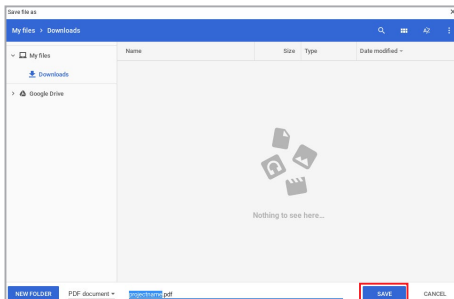 Save file as
X
My files > Downloads
AZ
My files
Downloads
Google Drive
Name Size Type Date modified
Nothing to see here...
NEW FOLDER PDF document projectname.pdf SAVE CANCEL